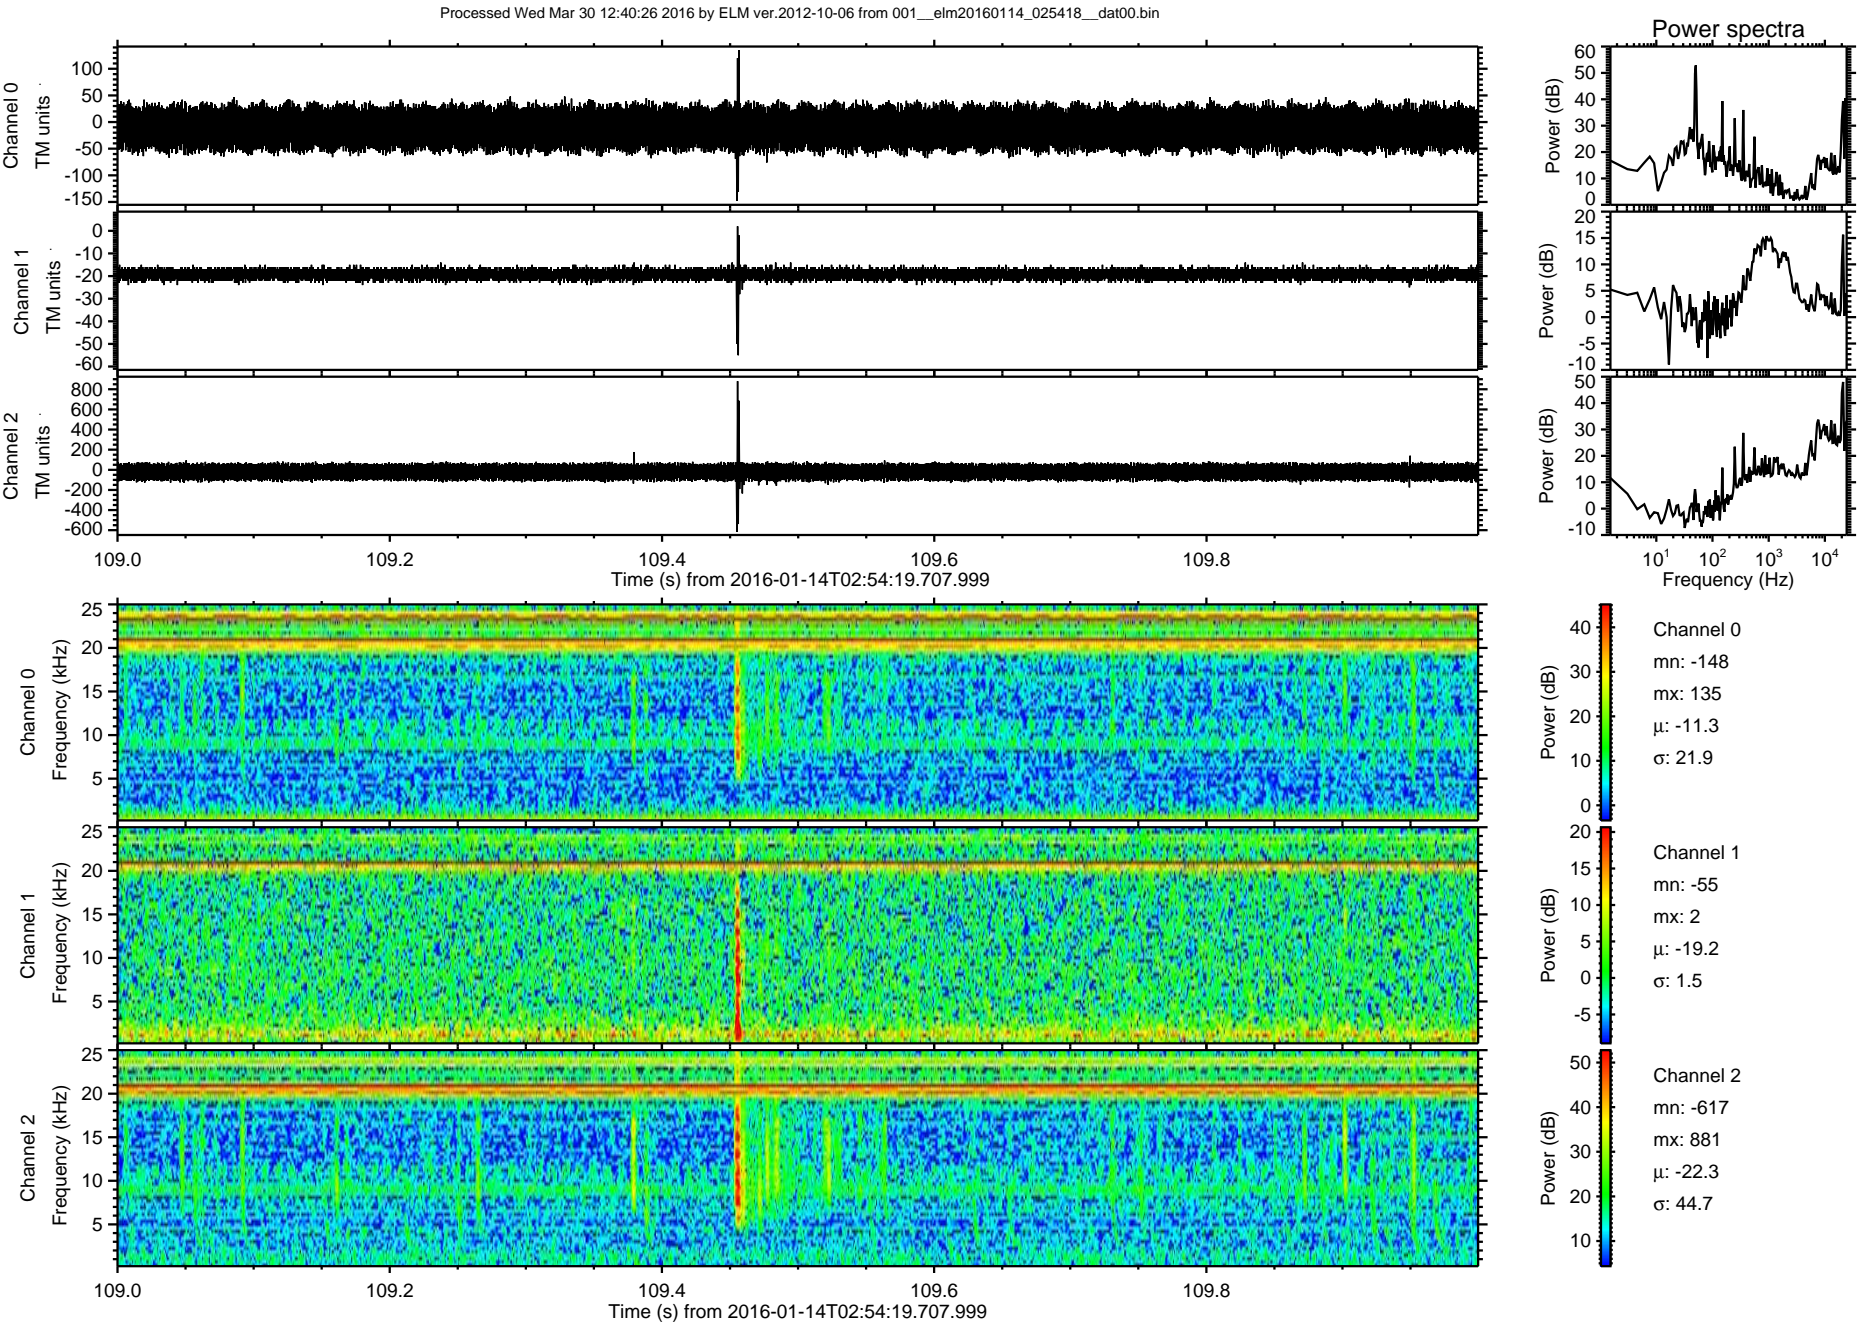 Processed Wed Mar 30 12:40:26 2016 by ELM ver.2012-10-06 from 001__elm20160114_025418__dat00.bin
Power spectra
Channel 0
TM units
100
50
0
-50
-100
-150
Power (dB)
60
50
40
30
20
10
0
Channel 1
TM units
0
-10
-20
-30
-40
-50
-60
Power (dB)
20
15
10
5
0
-5
-10
Channel 2
TM units
800
600
400
200
0
-200
-400
-600
Power (dB)
50
40
30
20
10
0
-10
109.0 109.2 109.4 109.6 109.8
Time (s) from 2016-01-14T02:54:19.707.999
10¹ 10² 10³ 10⁴
Frequency (Hz)
Channel 0
Frequency (kHz)
25
20
15
10
5
Power (dB)
40
30
20
10
0
Channel 0
mn: -148
mx: 135
μ: -11.3
σ: 21.9
Channel 1
Frequency (kHz)
25
20
15
10
5
Power (dB)
20
15
10
5
0
-5
Channel 1
mn: -55
mx: 2
μ: -19.2
σ: 1.5
Channel 2
Frequency (kHz)
25
20
15
10
5
Power (dB)
50
40
30
20
10
Channel 2
mn: -617
mx: 881
μ: -22.3
σ: 44.7
109.0 109.2 109.4 109.6 109.8
Time (s) from 2016-01-14T02:54:19.707.999